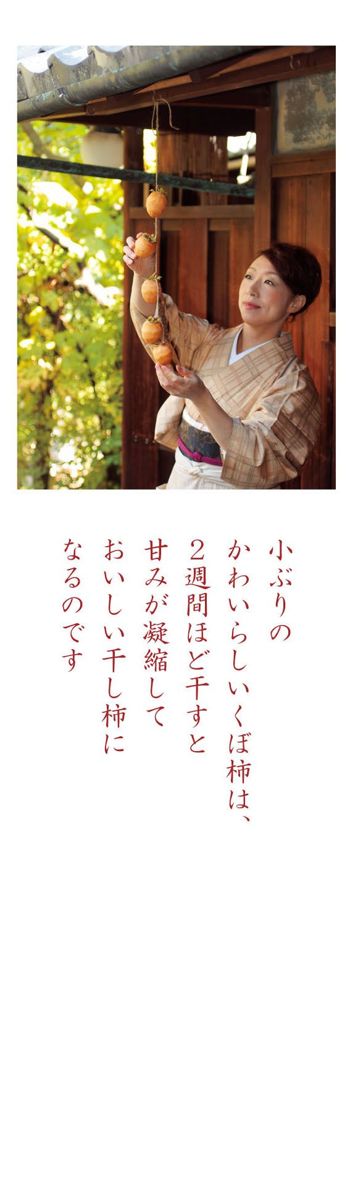 小ぶりの
かわいらしいくぼ柿は、
２週間ほど干すと
甘みが凝縮して
おいしい干し柿に
なるのです